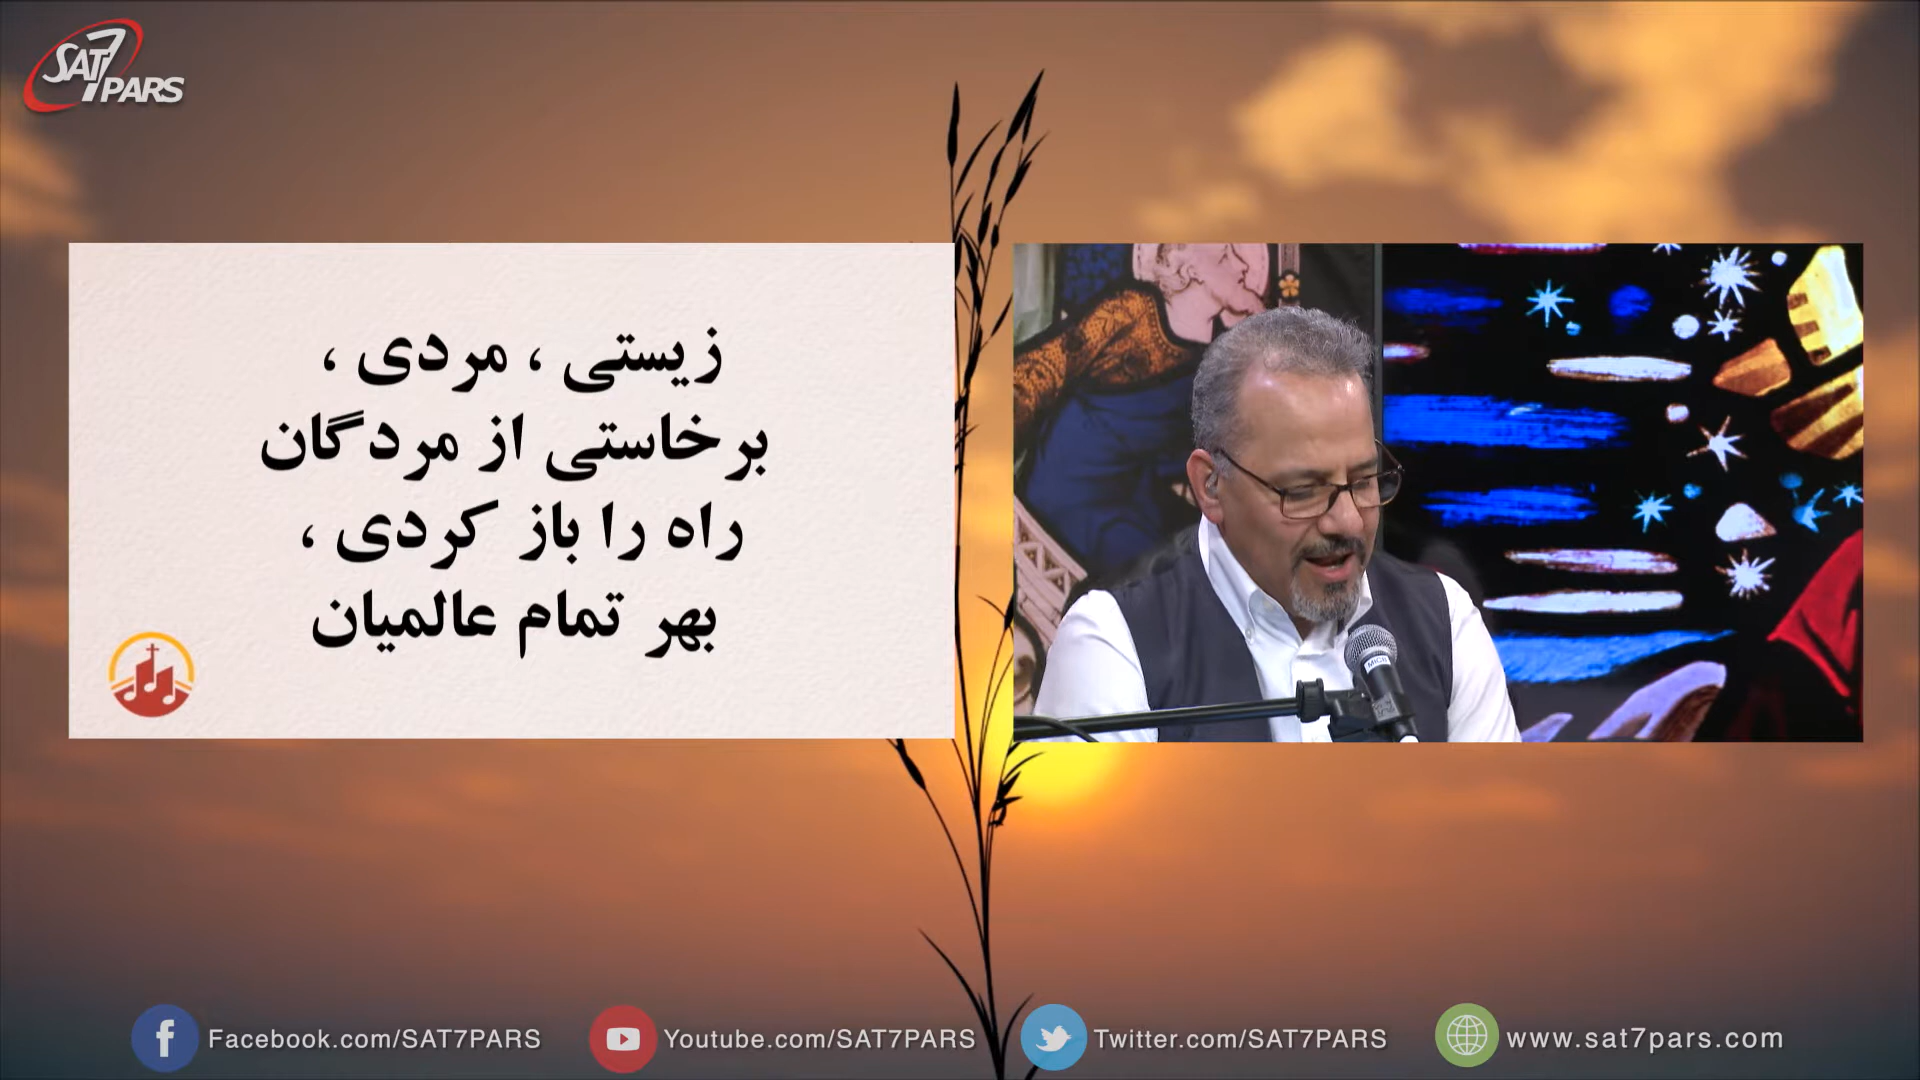 SAT7 PARS
زیستی ، مردی ،
برخاستی از مردگان
راه را باز کردی ،
بهر تمام عالمیان
Facebook.com/SAT7PARS
Youtube.com/SAT7PARS
Twitter.com/SAT7PARS
www.sat7pars.com